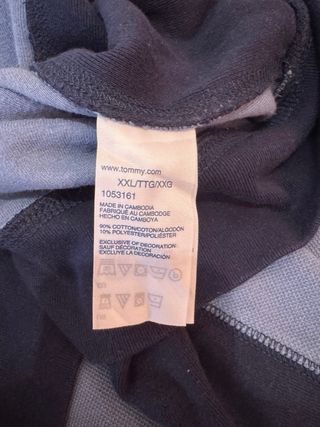 www.tommy.com
XXL/TTG/XXG
1053161
MADE IN CAMBODIA
FABRIQUÉ AU CAMBODGE
HECHO EN CAMBOYA
90% COTTON/COTON/ALGODÓN
10% POLYESTER/POLIÉSTER
EXCLUSIVE OF DECORATION
SAUF DÉCORATION
EXCLUYE LA DECORACIÓN